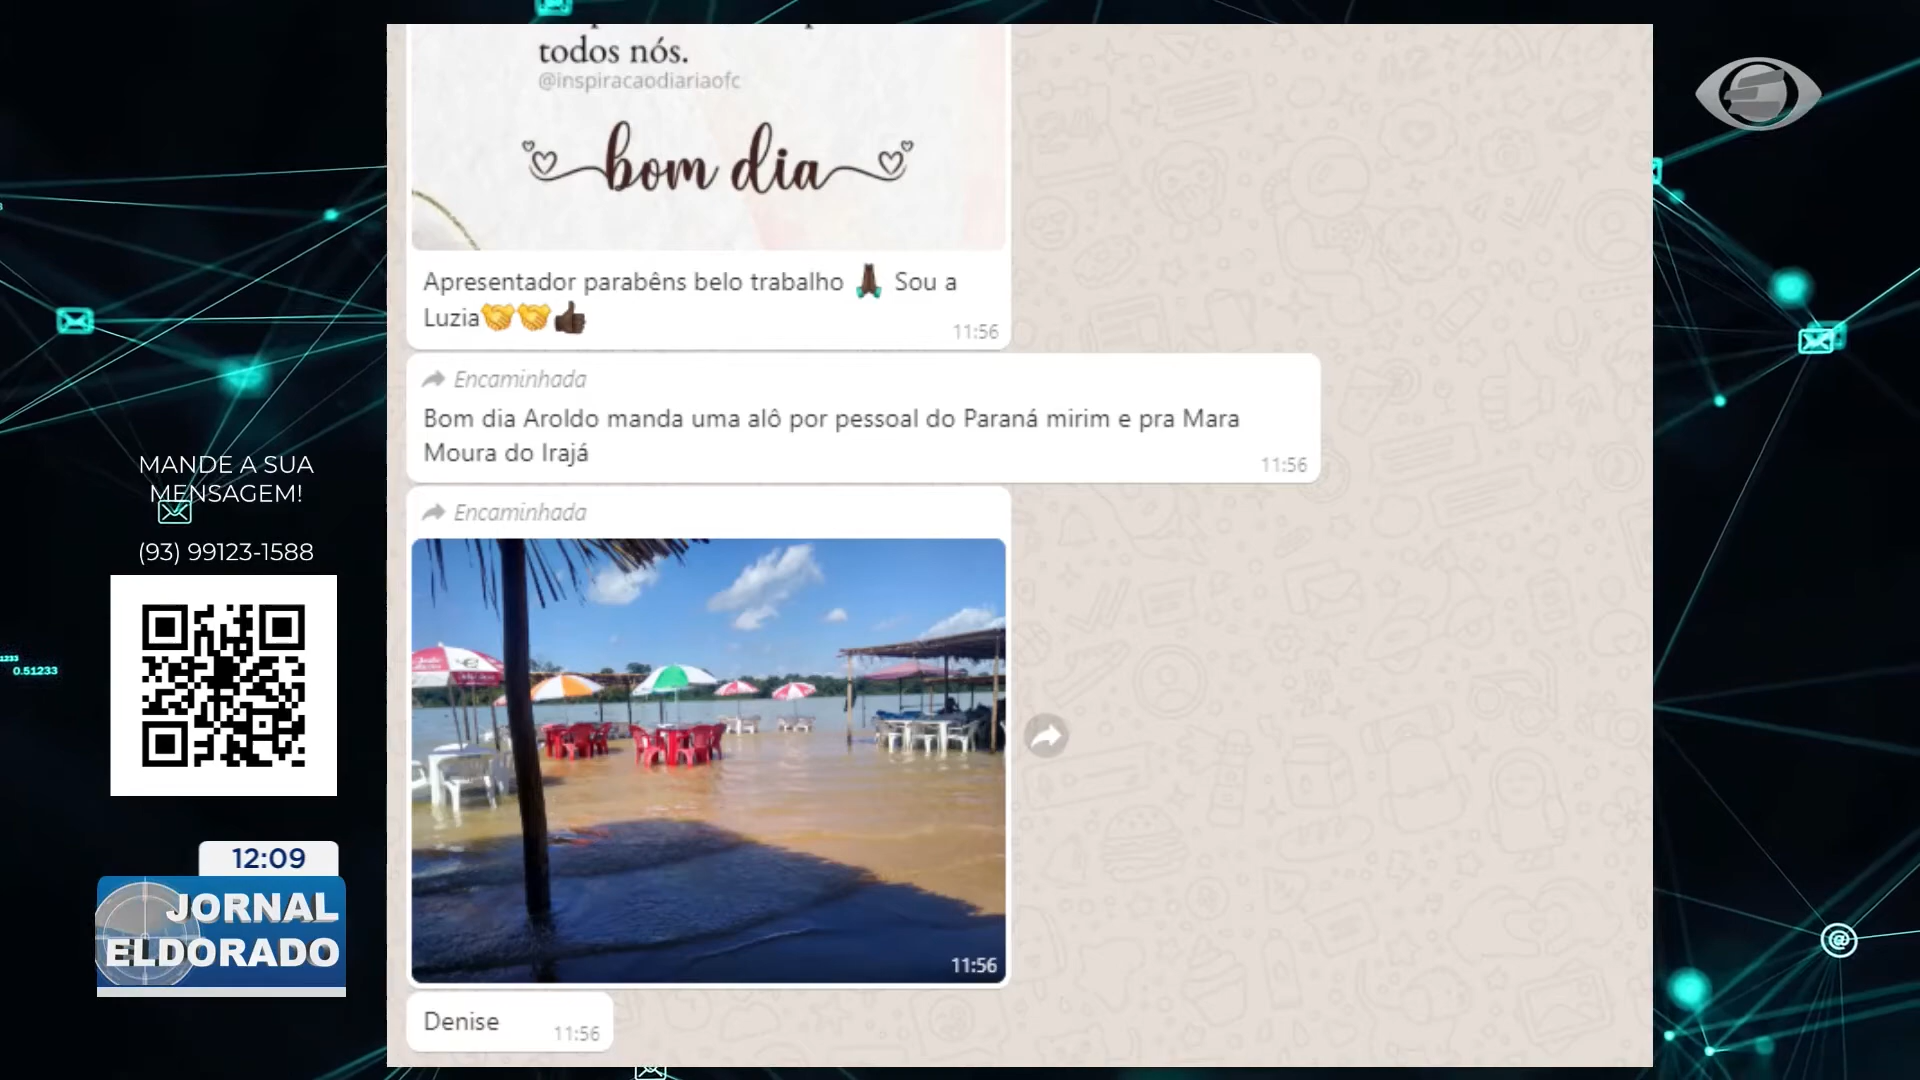 todos nós.
@inspiracaodiariaofc
bom dia
Apresentador parabêns belo trabalho 🙏🏿 Sou a
Luzia🤝🤝👍🏿
11:56
Encaminhada
Bom dia Aroldo manda uma alô por pessoal do Paraná mirim e pra Mara
Moura do Irajá
11:56
Encaminhada
11:56
Denise
11:56
MANDE A SUA
MENSAGEM!
(93) 99123-1588
0.51233
12:09
JORNAL
ELDORADO